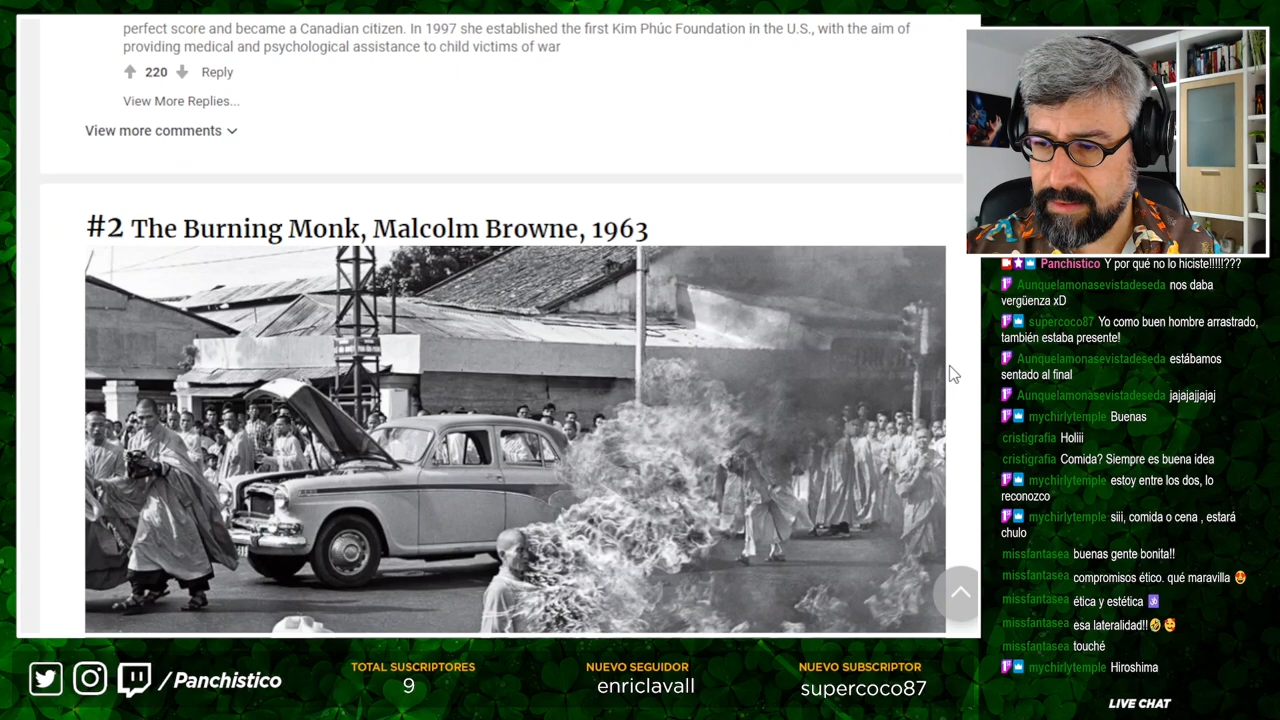 perfect score and became a Canadian citizen. In 1997 she established the first Kim Phúc Foundation in the U.S., with the aim of
providing medical and psychological assistance to child victims of war
220 Reply
View More Replies...
View more comments
#2 The Burning Monk, Malcolm Browne, 1963
Panchistico Y por qué no lo hiciste!!!!!???
Aunquelamonasevistadeseda nos daba
vergüenza xD
supercoco87 Yo como buen hombre arrastrado,
también estaba presente!
Aunquelamonasevistadeseda estábamos
sentado al final
Aunquelamonasevistadeseda jajajajjajaj
mychirlytemple Buenas
cristigrafia Holiii
cristigrafia Comida? Siempre es buena idea
mychirlytemple estoy entre los dos, lo
reconozco
mychirlytemple siii, comida o cena , estará
chulo
missfantasea buenas gente bonita!!
missfantasea compromisos ético. qué maravilla 😍
missfantasea ética y estética 🕉
missfantasea esa lateralidad!!🤣🥰
missfantasea touché
mychirlytemple Hiroshima
LIVE CHAT
/Panchistico
TOTAL SUSCRIPTORES
9
NUEVO SEGUIDOR
enriclavall
NUEVO SUBSCRIPTOR
supercoco87